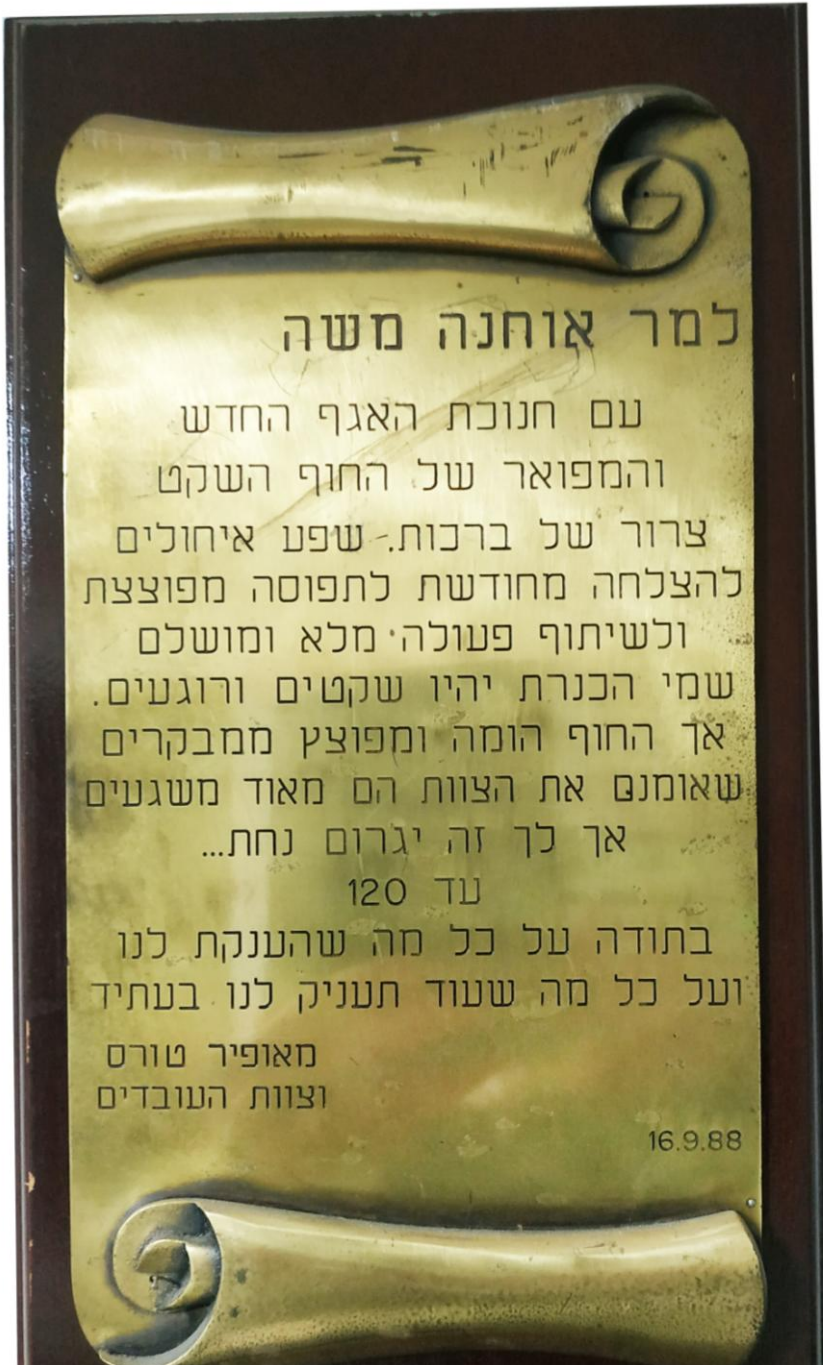 למר אוחנה משה
עם חנוכת האגף החדש
והמפואר של החוף השקט
צרור של ברכות. שפע איחולים
להצלחה מחודשת לתפוסה מפוצצת
ולשיתוף פעולה מלא ומושלם
שמי הכנרת יהיו שקטים ורוגעים.
אך החוף הומה ומפוצץ ממבקרים
שאומנם את הצוות הם מאוד משגעים
אך לך זה יגרום נחת...
עד 120
בתודה על כל מה שהענקת לנו
ועל כל מה שעוד תעניק לנו בעתיד
מאופיר טורס
וצוות העובדים
16.9.88